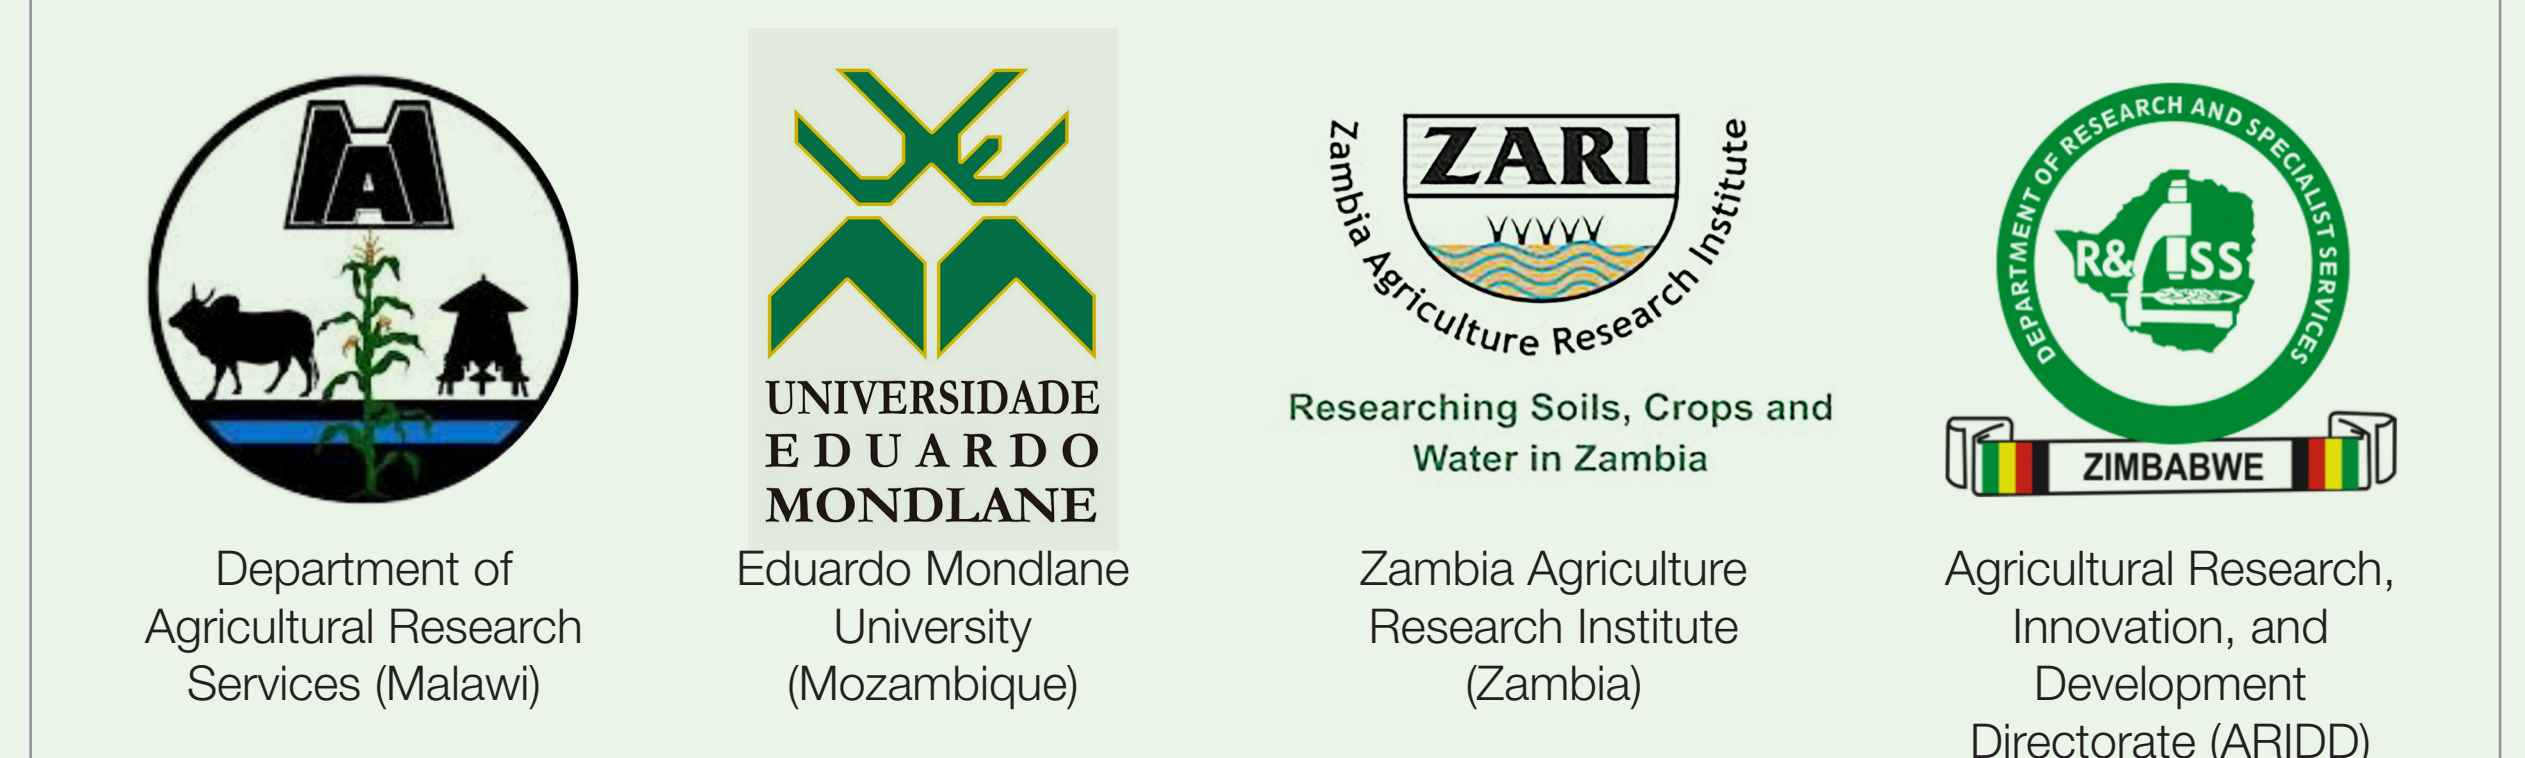 MA
UNIVERSIDADE
EDUARDO
MONDLANE
ZARI
Zambia Agriculture Research Institute
Researching Soils, Crops and
Water in Zambia
DEPARTMENT OF RESEARCH AND SPECIALIST SERVICES
R&SS
ZIMBABWE
Department of
Agricultural Research
Services (Malawi)
Eduardo Mondlane
University
(Mozambique)
Zambia Agriculture
Research Institute
(Zambia)
Agricultural Research,
Innovation, and
Development
Directorate (ARIDD)